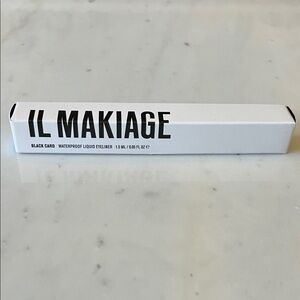 IL MAKIAGE
BLACK CARD WATERPROOF LIQUID EYELINER 1.5 ML / 0.05 FL OZ ℮